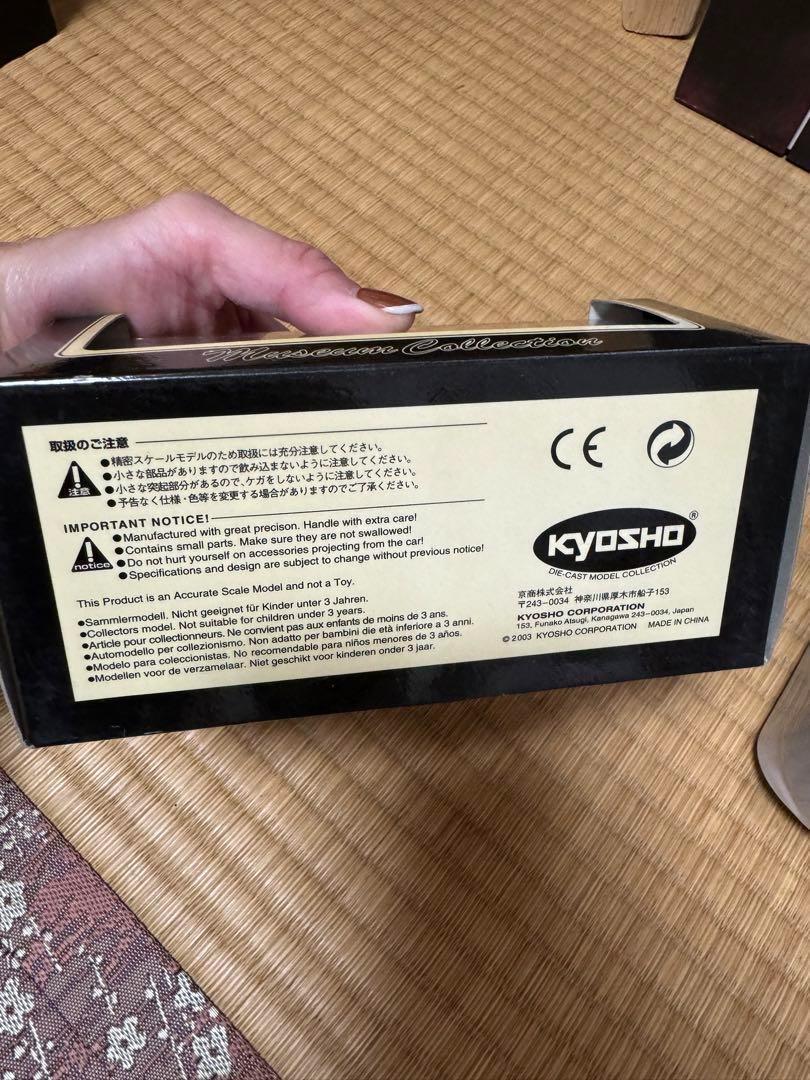 Museum Collection
取扱のご注意
注意
●精密スケールモデルのため取扱には充分注意してください。
●小さな部品がありますので飲み込まないように注意してください。
●小さな突起部分があるので、ケガをしないように注意してください。
●予告なく仕様・色等を変更する場合がありますのでご了承ください。
IMPORTANT NOTICE!
notice
●Manufactured with great precison. Handle with extra care!
●Contains small parts. Make sure they are not swallowed!
●Do not hurt yourself on accessories projecting from the car!
●Specifications and design are subject to change without previous notice!
This Product is an Accurate Scale Model and not a Toy.
●Sammlermodell. Nicht geeignet für Kinder unter 3 Jahren.
●Collectors model. Not suitable for children under 3 years.
●Article pour collectionneurs. Ne convient pas aux enfants de moins de 3 ans.
●Automodello per collezionismo. Non adatto per bambini die età inferiore a 3 anni.
●Modelo para coleccionistas. No recomendable para niños menores de 3 años.
●Modellen voor de verzamelaar. Niet geschikt voor kinderen onder 3 jaar.
CE
KYOSHO®
DIE-CAST MODEL COLLECTION
京商株式会社
〒243-0034 神奈川県厚木市船子153
KYOSHO CORPORATION
153, Funako Atsugi, Kanagawa 243-0034, Japan
© 2003 KYOSHO CORPORATION MADE IN CHINA